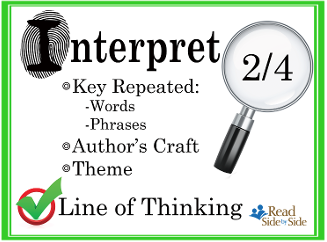 Interpret
2/4
Key Repeated:
-Words
-Phrases
Author's Craft
Theme
Line of Thinking
Read
Side by Side